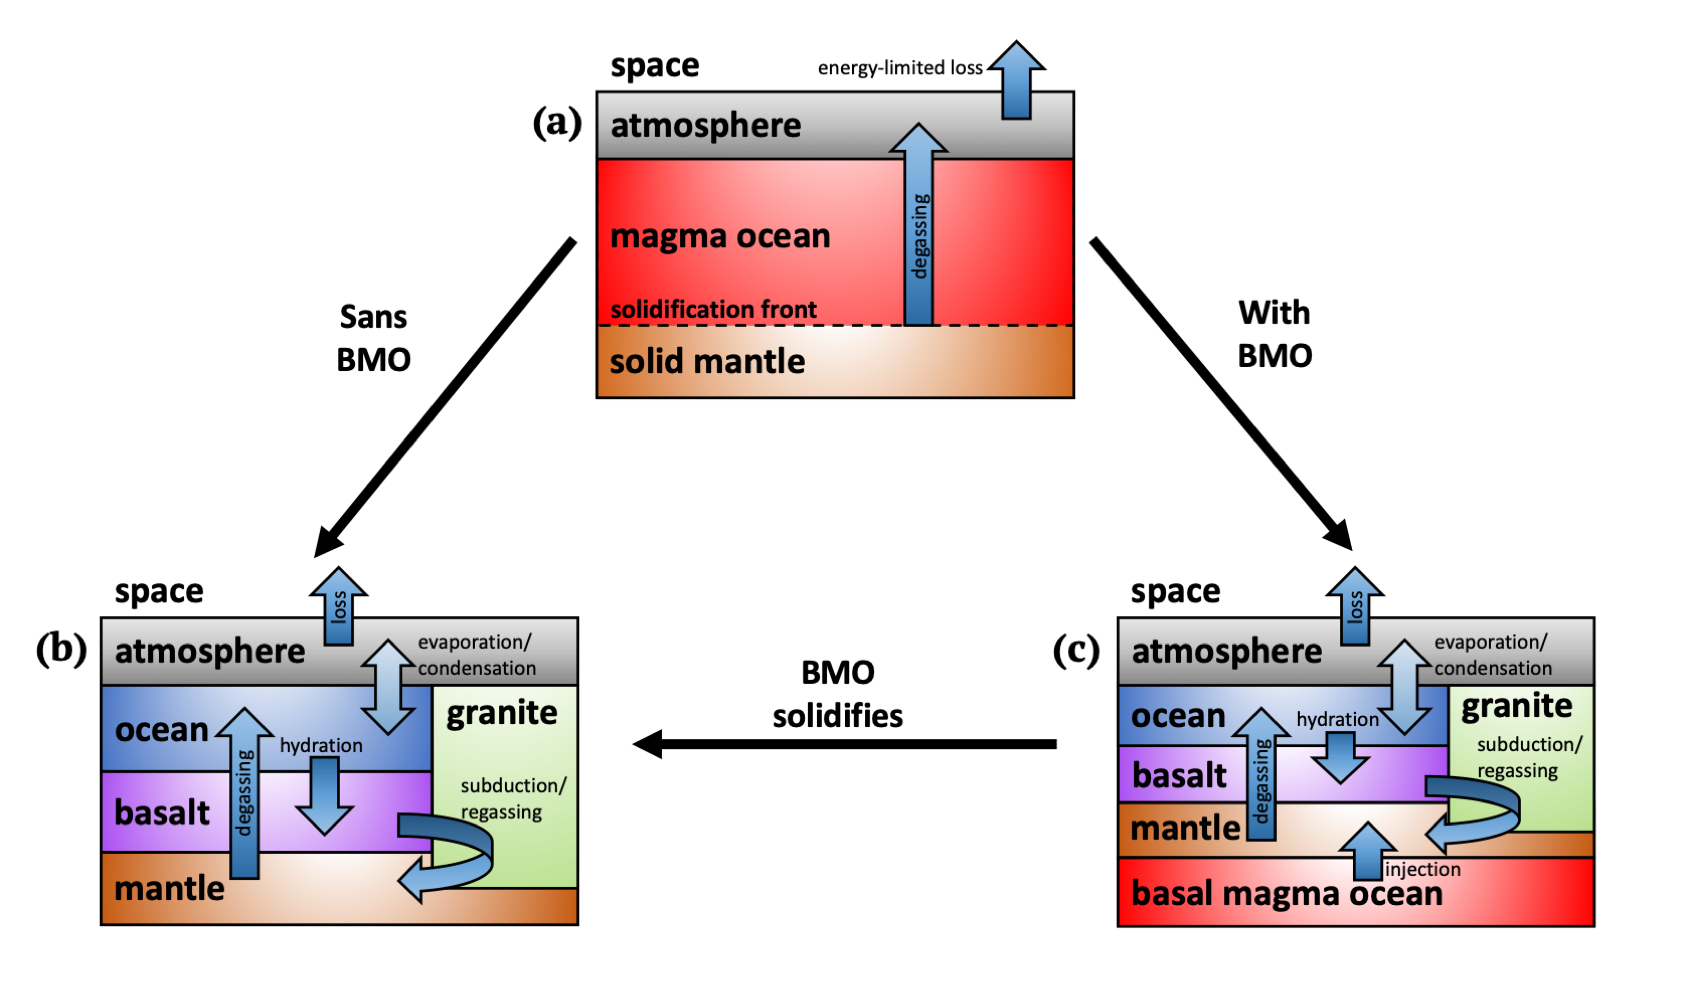 space
energy-limited loss
(a)
atmosphere
degassing
magma ocean
solidification front
solid mantle
Sans
BMO
With
BMO
space
loss
(b)
atmosphere
evaporation/
condensation
ocean
granite
hydration
degassing
subduction/
regassing
basalt
mantle
BMO
solidifies
space
loss
(c)
atmosphere
evaporation/
condensation
ocean
granite
hydration
degassing
subduction/
regassing
basalt
mantle
injection
basal magma ocean